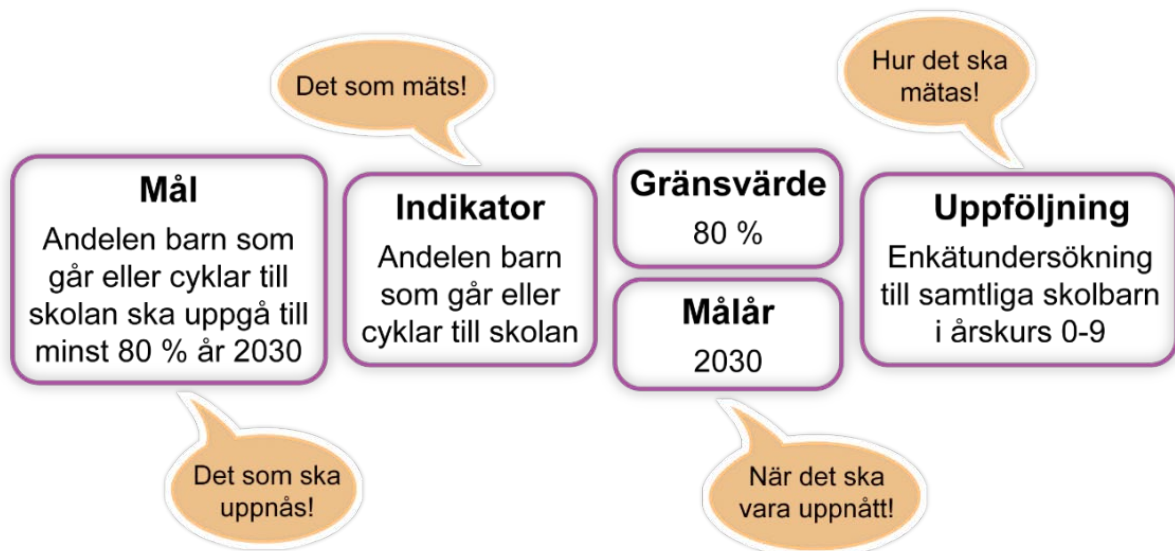 Det som mäts!
Hur det ska
mätas!
Mål
Andelen barn som
går eller cyklar till
skolan ska uppgå till
minst 80 % år 2030
Indikator
Andelen barn
som går eller
cyklar till skolan
Gränsvärde
80 %
Målår
2030
Uppföljning
Enkätundersökning
till samtliga skolbarn
i årskurs 0-9
Det som ska
uppnås!
När det ska
vara uppnått!